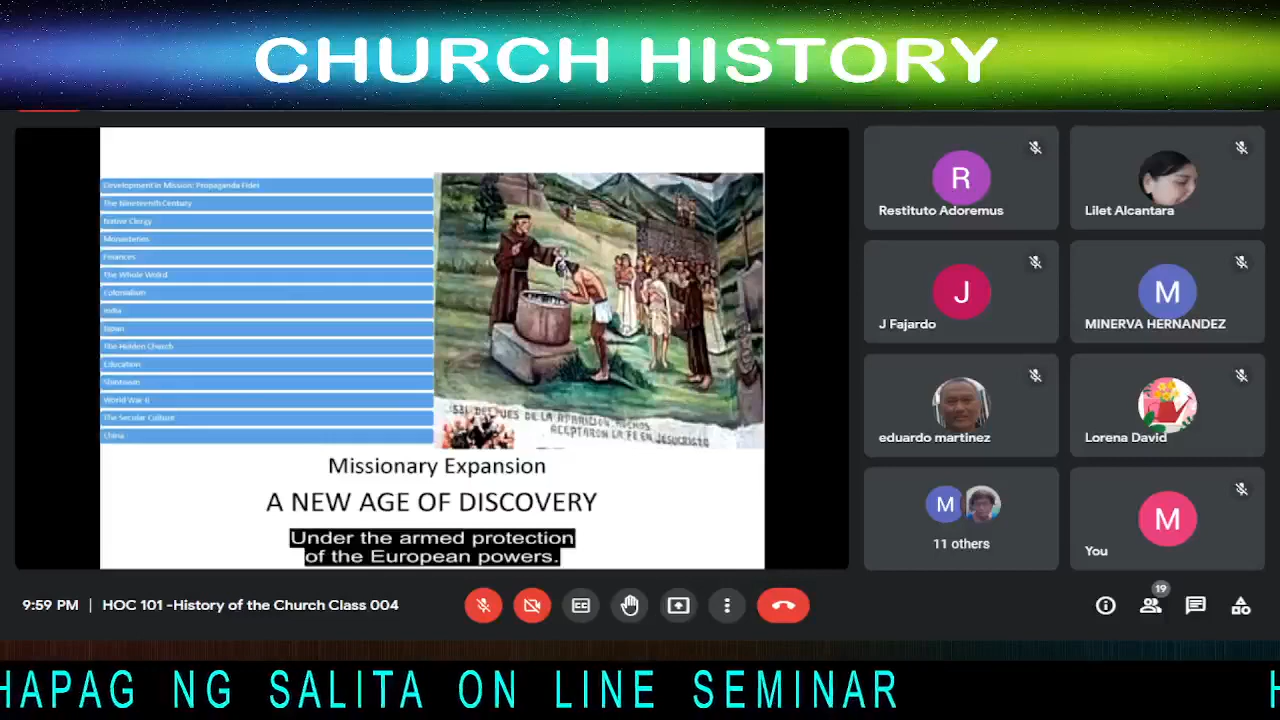 CHURCH HISTORY
Development in Mission: Propaganda Fidei
The Nineteenth Century
Native Clergy
Monasteries
Finances
The Whole World
Colonialism
India
Japan
The Hidden Church
Education
Shintoism
World War II
The Secular Culture
China
1531 DESPUES DE LA APARICION, MUCHOS
ACEPTARON LA FE EN JESUCRISTO
Missionary Expansion
A NEW AGE OF DISCOVERY
Under the armed protection
of the European powers.
R
Restituto Adoremus
Lilet Alcantara
J
J Fajardo
M
MINERVA HERNANDEZ
eduardo martinez
Lorena David
M
11 others
M
You
9:59 PM | HOC 101 -History of the Church Class 004
CC
19
HAPAG NG SALITA ON LINE SEMINAR
H